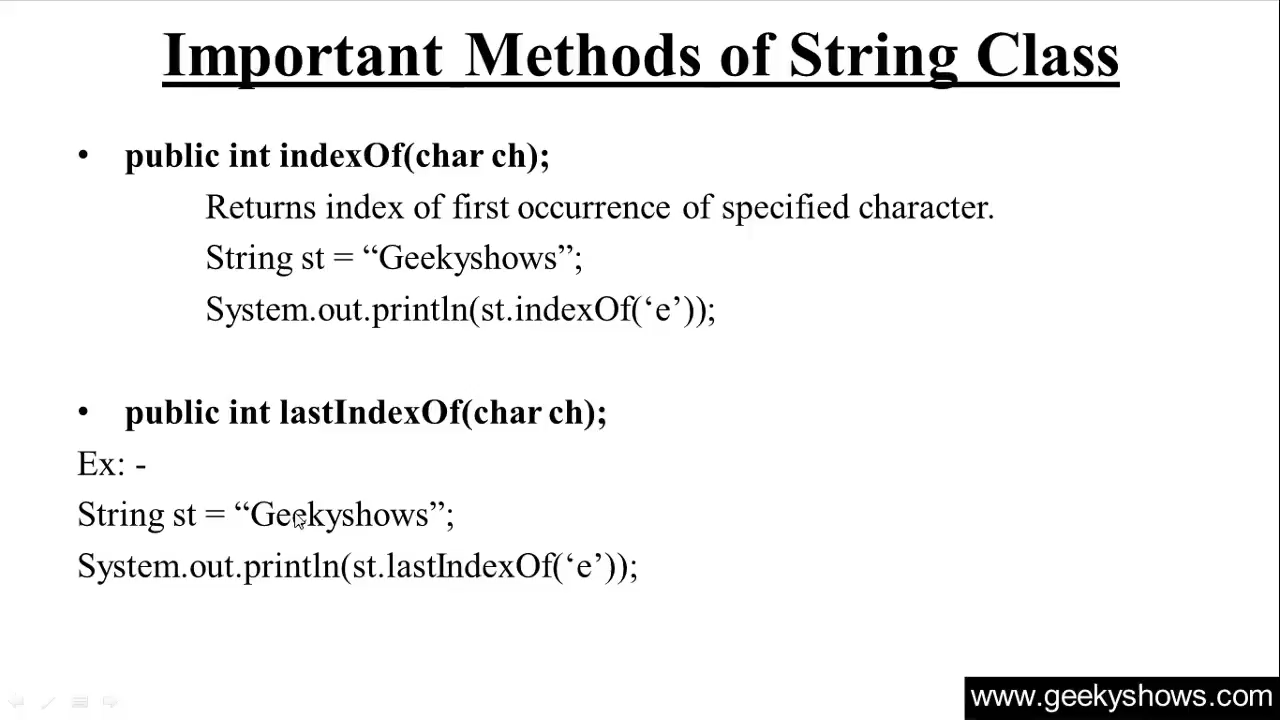 Important Methods of String Class
• public int indexOf(char ch);
Returns index of first occurrence of specified character.
String st = “Geekyshows”;
System.out.println(st.indexOf(‘e’));
• public int lastIndexOf(char ch);
Ex: -
String st = “Geekyshows”;
System.out.println(st.lastIndexOf(‘e’));
www.geekyshows.com